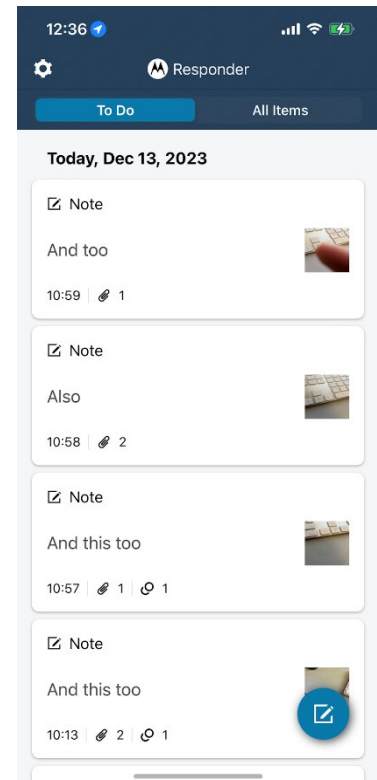 12:36
Responder
To Do
All Items
Today, Dec 13, 2023
Note
And too
10:59 1
Note
Also
10:58 2
Note
And this too
10:57 1 1
Note
And this too
10:13 2 1